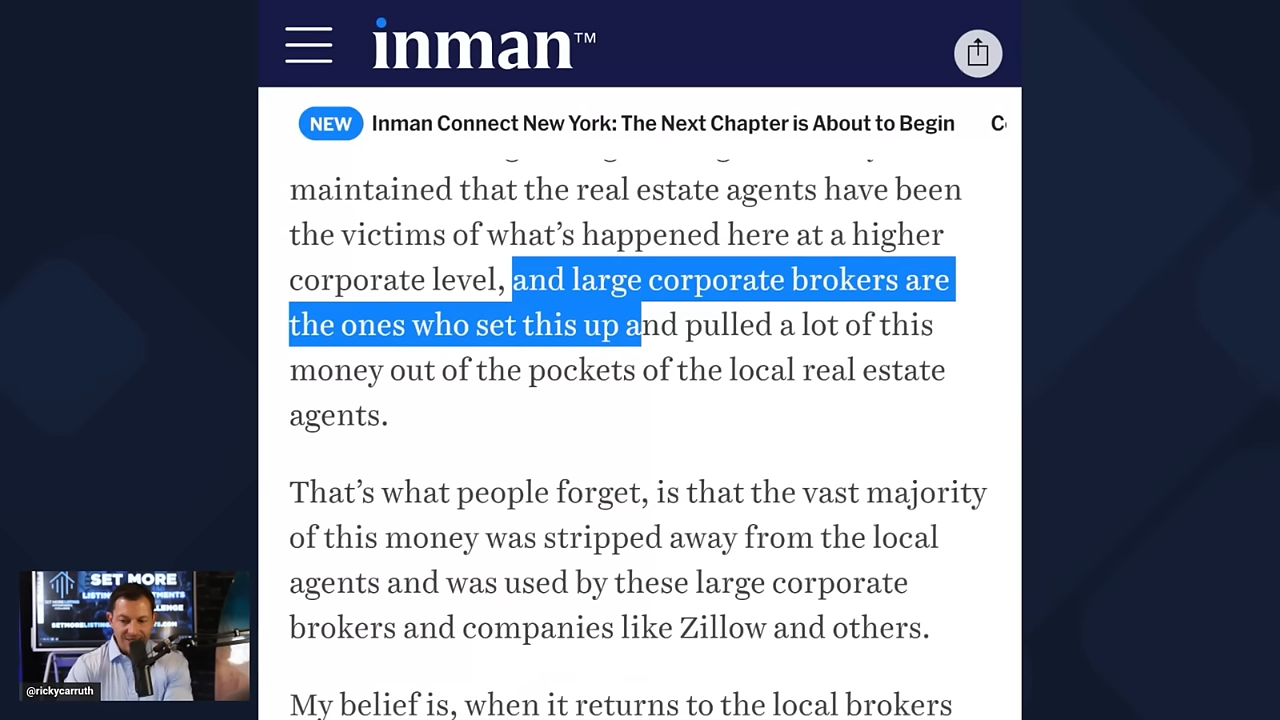 inman™
NEW Inman Connect New York: The Next Chapter is About to Begin
maintained that the real estate agents have been
the victims of what’s happened here at a higher
corporate level, and large corporate brokers are
the ones who set this up and pulled a lot of this
money out of the pockets of the local real estate
agents.
That’s what people forget, is that the vast majority
of this money was stripped away from the local
agents and was used by these large corporate
brokers and companies like Zillow and others.
My belief is, when it returns to the local brokers
SET MORE
@rickycarruth